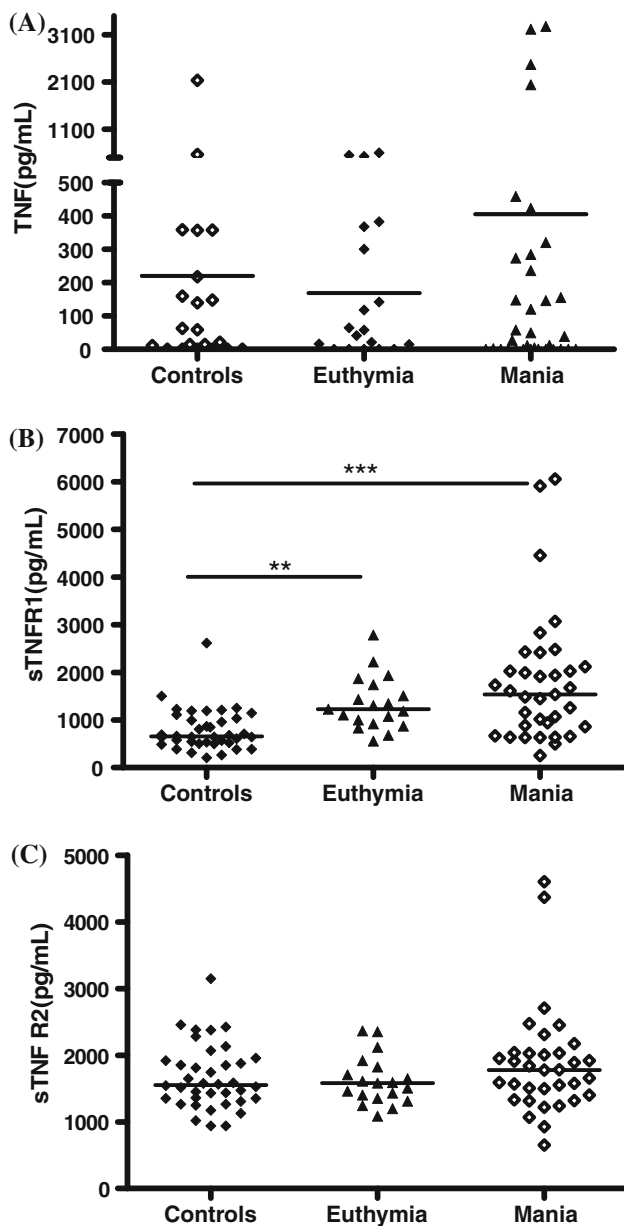 (A)
TNF(pg/mL)
3100
2100
1100
500
400
300
200
100
0
Controls Euthymia Mania
(B)
sTNFR1(pg/mL)
7000
6000
5000
4000
3000
2000
1000
0
***
**
Controls Euthymia Mania
(C)
sTNF R2(pg/mL)
5000
4000
3000
2000
1000
0
Controls Euthymia Mania